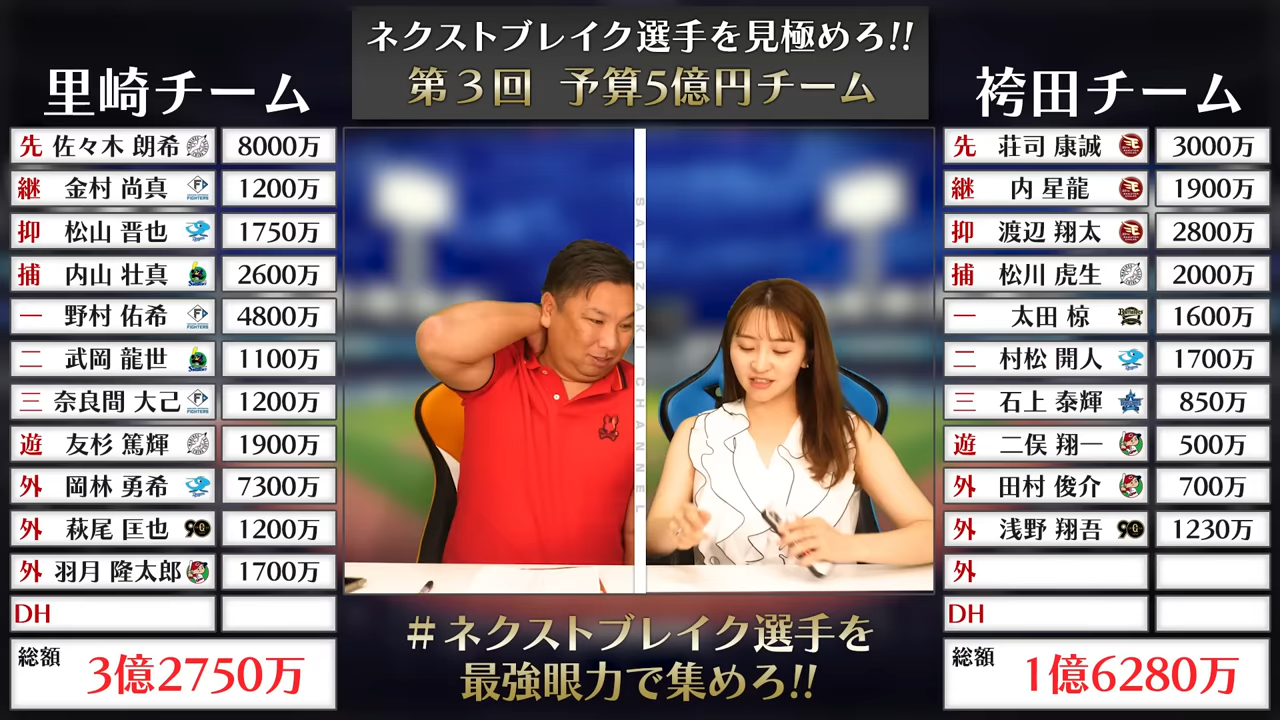 ネクストブレイク選手を見極めろ!!
第3回 予算5億円チーム
里崎チーム
先 佐々木 朗希 8000万
継 金村 尚真 FIGHTERS 1200万
抑 松山 晋也 1750万
捕 内山 壮真 2600万
一 野村 佑希 FIGHTERS 4800万
二 武岡 龍世 1100万
三 奈良間 大己 FIGHTERS 1200万
遊 友杉 篤輝 1900万
外 岡林 勇希 7300万
外 萩尾 匡也 90 1200万
外 羽月 隆太郎 1700万
DH
総額 3億2750万
SATOZAKI CHANNEL
袴田チーム
先 荘司 康誠 3000万
継 内 星龍 1900万
抑 渡辺 翔太 2800万
捕 松川 虎生 2000万
一 太田 椋 1600万
二 村松 開人 1700万
三 石上 泰輝 850万
遊 二俣 翔一 500万
外 田村 俊介 700万
外 浅野 翔吾 90 1230万
外
DH
総額 1億6280万
#ネクストブレイク選手を
最強眼力で集めろ!!